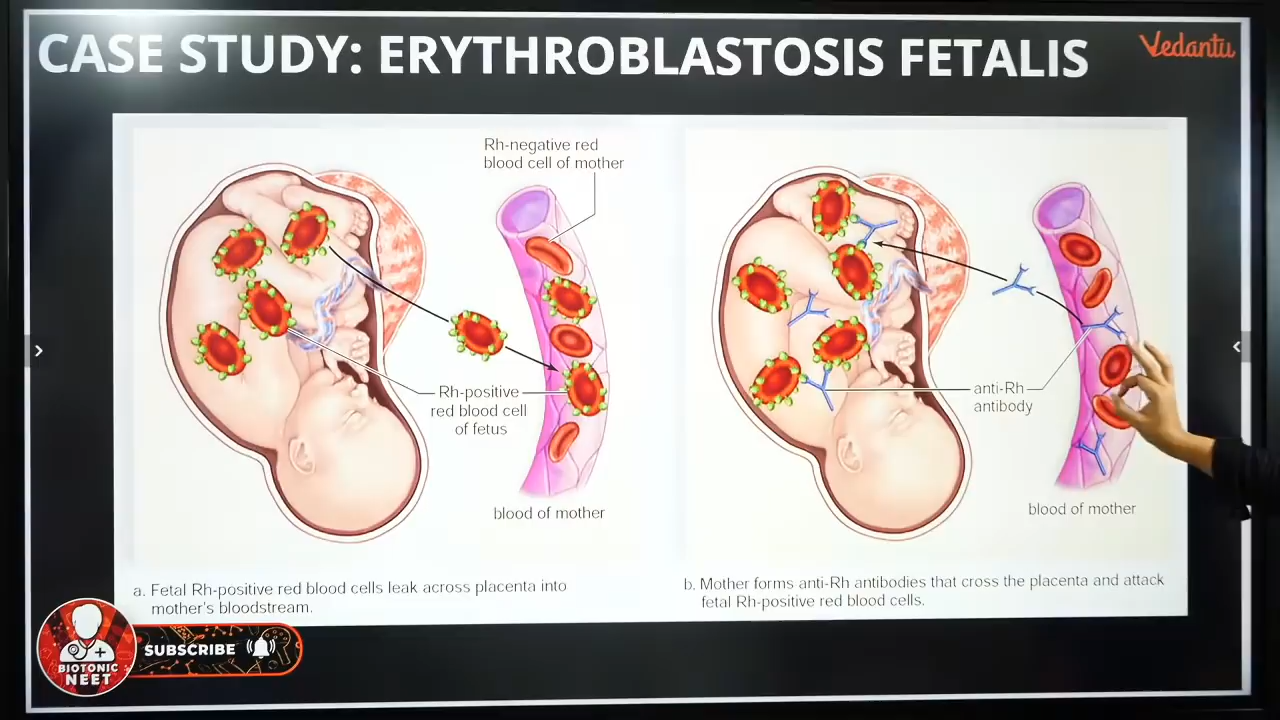 CASE STUDY: ERYTHROBLASTOSIS FETALIS
Vedantu
Rh-negative red
blood cell of mother
Rh-positive
red blood cell
of fetus
blood of mother
anti-Rh
antibody
blood of mother
a. Fetal Rh-positive red blood cells leak across placenta into
mother's bloodstream.
b. Mother forms anti-Rh antibodies that cross the placenta and attack
fetal Rh-positive red blood cells.
BIOTONIC
NEET
SUBSCRIBE